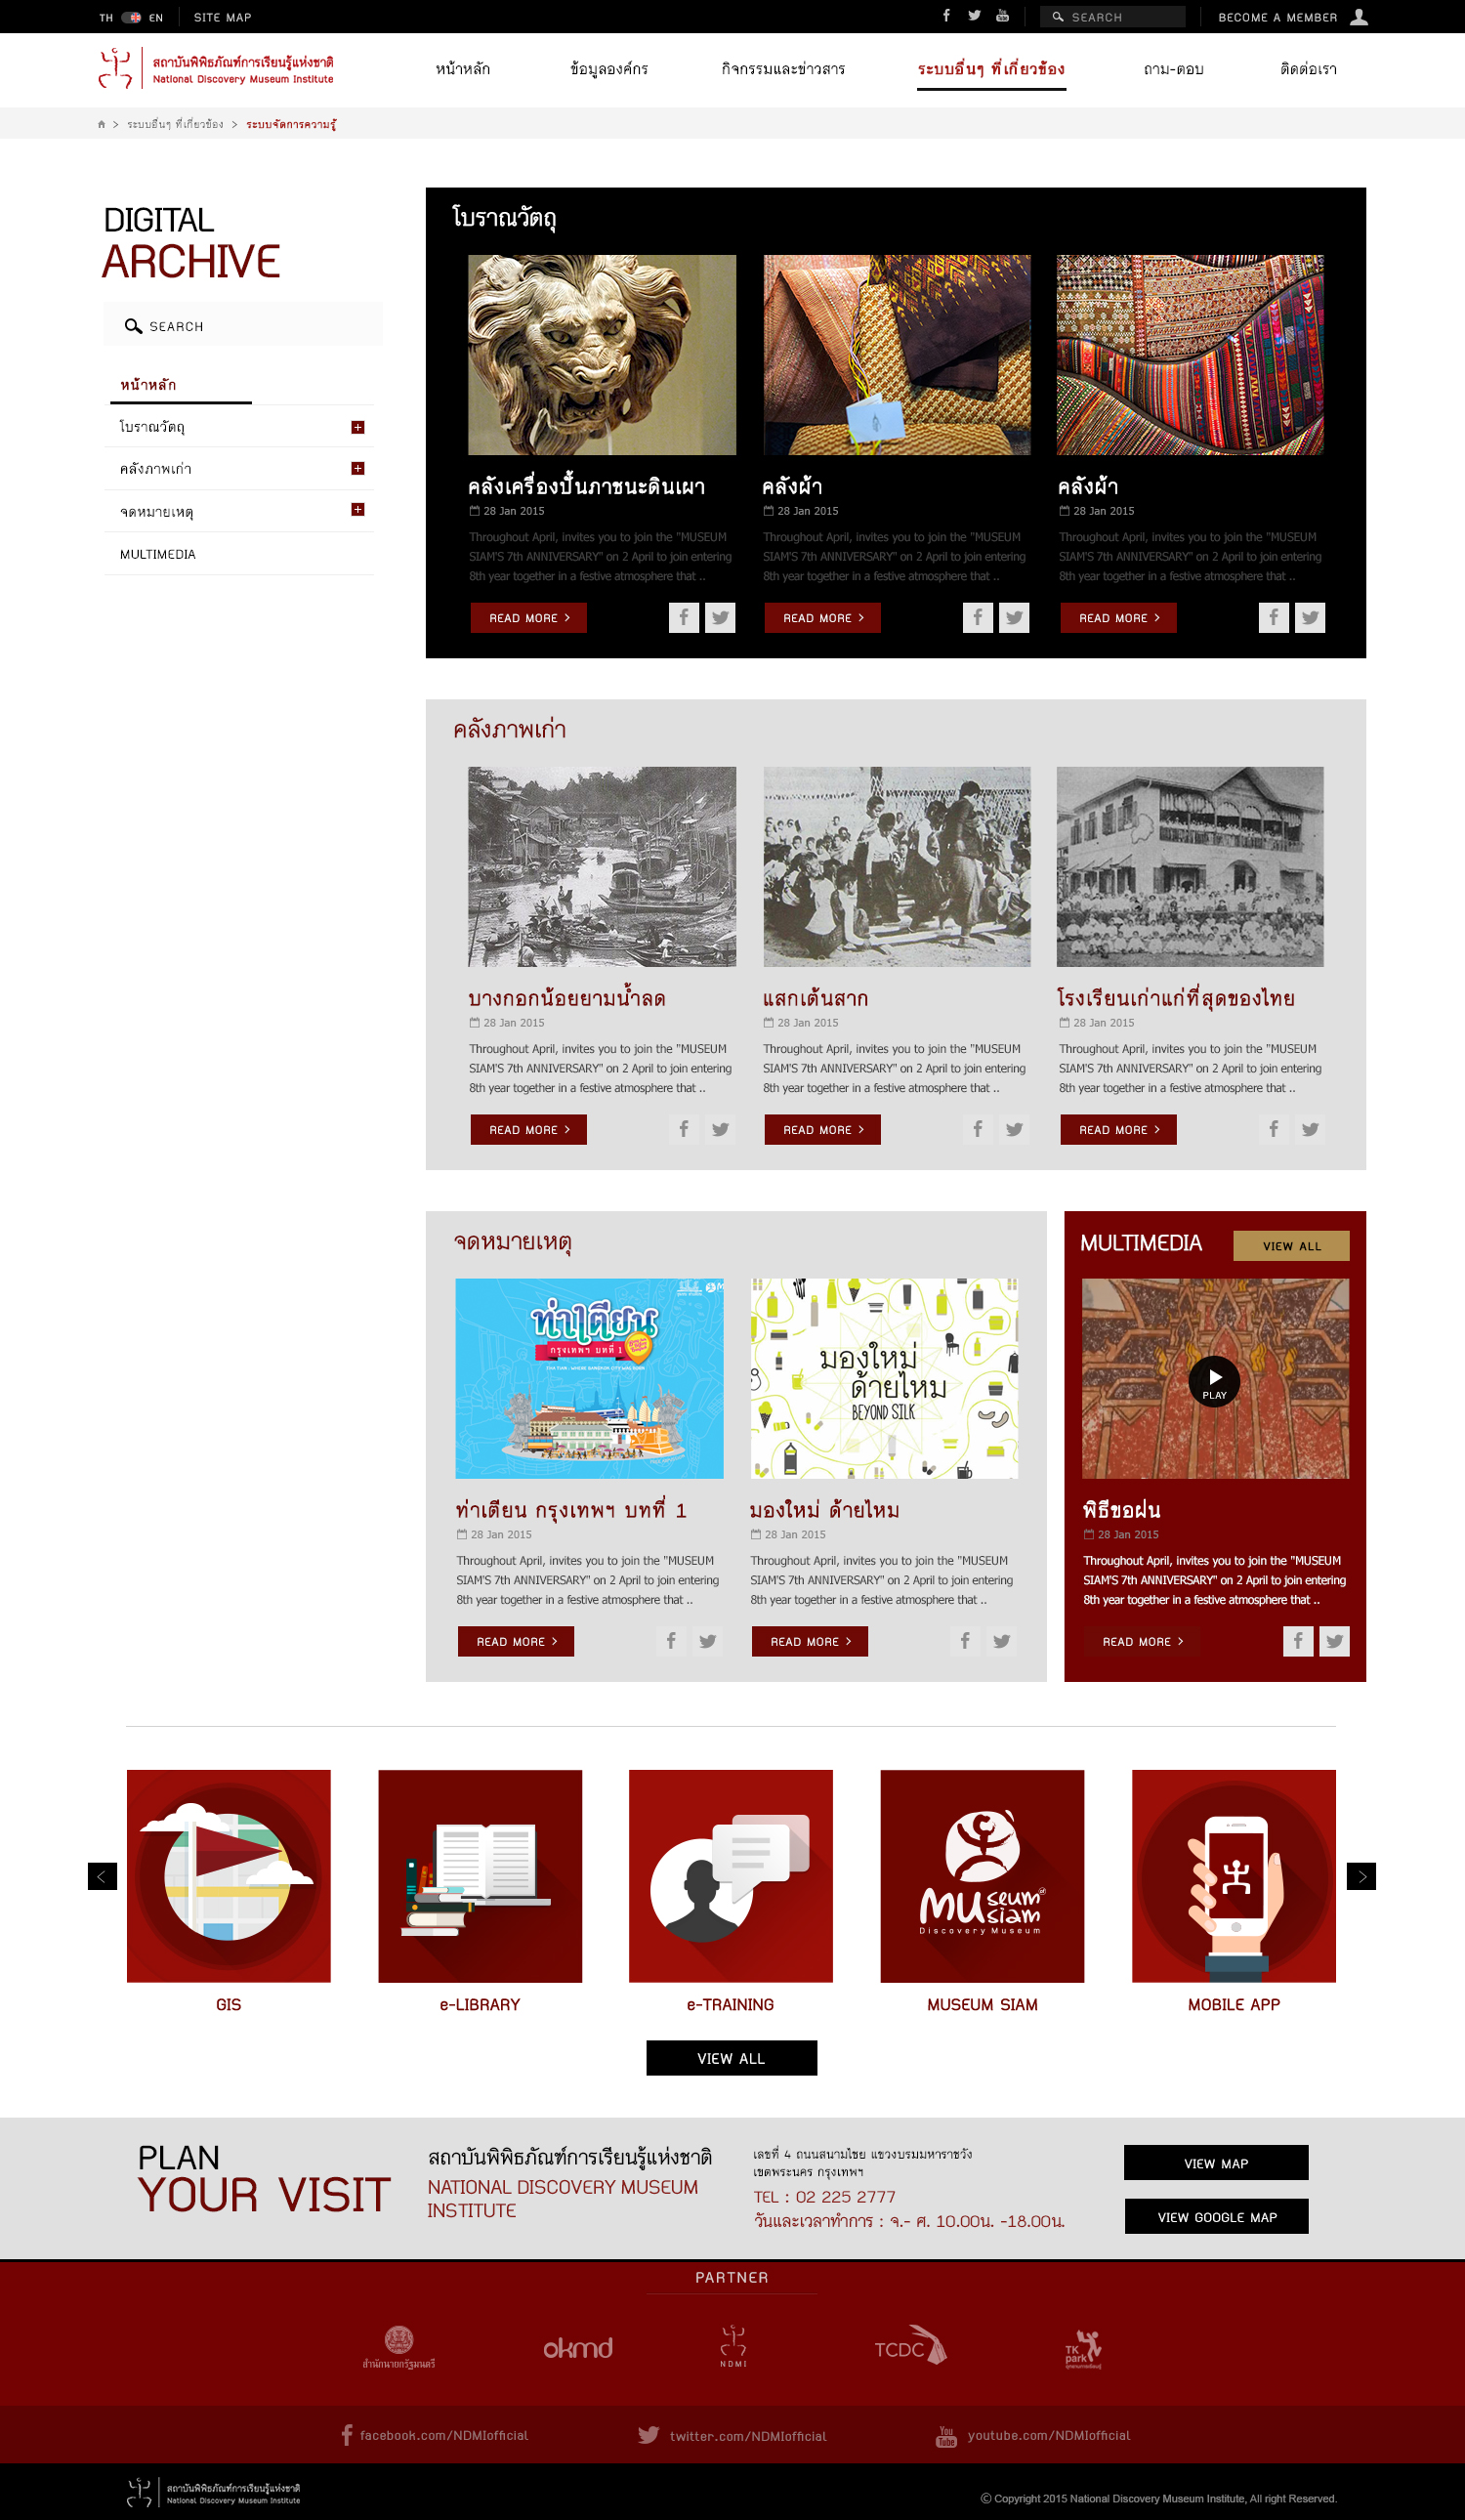 TH EN SITE MAP SEARCH BECOME A MEMBER
สถาบันพิพิธภัณฑ์การเรียนรู้แห่งชาติ
National Discovery Museum Institute
หน้าหลัก ข้อมูลองค์กร กิจกรรมและข่าวสาร ระบบอื่นๆ ที่เกี่ยวข้อง ถาม-ตอบ ติดต่อเรา
> ระบบอื่นๆ ที่เกี่ยวข้อง > ระบบจัดการความรู้
DIGITAL
ARCHIVE
SEARCH
หน้าหลัก
โบราณวัตถุ
คลังภาพเก่า
จดหมายเหตุ
MULTIMEDIA
โบราณวัตถุ
คลังเครื่องปั้นภาชนะดินเผา
28 Jan 2015
Throughout April, invites you to join the "MUSEUM
SIAM'S 7th ANNIVERSARY" on 2 April to join entering
8th year together in a festive atmosphere that ..
READ MORE >
คลังผ้า
28 Jan 2015
Throughout April, invites you to join the "MUSEUM
SIAM'S 7th ANNIVERSARY" on 2 April to join entering
8th year together in a festive atmosphere that ..
READ MORE >
คลังผ้า
28 Jan 2015
Throughout April, invites you to join the "MUSEUM
SIAM'S 7th ANNIVERSARY" on 2 April to join entering
8th year together in a festive atmosphere that ..
READ MORE >
คลังภาพเก่า
บางกอกน้อยยามน้ำลด
28 Jan 2015
Throughout April, invites you to join the "MUSEUM
SIAM'S 7th ANNIVERSARY" on 2 April to join entering
8th year together in a festive atmosphere that ..
READ MORE >
แสกเต้นสาก
28 Jan 2015
Throughout April, invites you to join the "MUSEUM
SIAM'S 7th ANNIVERSARY" on 2 April to join entering
8th year together in a festive atmosphere that ..
READ MORE >
โรงเรียนเก่าแก่ที่สุดของไทย
28 Jan 2015
Throughout April, invites you to join the "MUSEUM
SIAM'S 7th ANNIVERSARY" on 2 April to join entering
8th year together in a festive atmosphere that ..
READ MORE >
จดหมายเหตุ
ท่าเตียน
กรุงเทพฯ บทที่ 1
ท่าเตียน กรุงเทพฯ บทที่ 1
28 Jan 2015
Throughout April, invites you to join the "MUSEUM
SIAM'S 7th ANNIVERSARY" on 2 April to join entering
8th year together in a festive atmosphere that ..
READ MORE >
มองใหม่
ด้ายไหม
BEYOND SILK
มองใหม่ ด้ายไหม
28 Jan 2015
Throughout April, invites you to join the "MUSEUM
SIAM'S 7th ANNIVERSARY" on 2 April to join entering
8th year together in a festive atmosphere that ..
READ MORE >
MULTIMEDIA VIEW ALL
PLAY
พิธีขอฝน
28 Jan 2015
Throughout April, invites you to join the "MUSEUM
SIAM'S 7th ANNIVERSARY" on 2 April to join entering
8th year together in a festive atmosphere that ..
READ MORE >
museum
siam
Discovery Museum
GIS e-LIBRARY e-TRAINING MUSEUM SIAM MOBILE APP
VIEW ALL
PLAN
YOUR VISIT
สถาบันพิพิธภัณฑ์การเรียนรู้แห่งชาติ
NATIONAL DISCOVERY MUSEUM
INSTITUTE
เลขที่ 4 ถนนสนามไชย แขวงบรมมหาราชวัง
เขตพระนคร กรุงเทพฯ
TEL : 02 225 2777
วันและเวลาทำการ : จ.- ศ. 10.00น. -18.00น.
VIEW MAP
VIEW GOOGLE MAP
PARTNER
สำนักนายกรัฐมนตรี
okmd
NDMI
TCDC
TK
park
facebook.com/NDMIofficial twitter.com/NDMIofficial You Tube youtube.com/NDMIofficial
สถาบันพิพิธภัณฑ์การเรียนรู้แห่งชาติ
National Discovery Museum Institute
© Copyright 2015 National Discovery Museum Institute, All right Reserved.